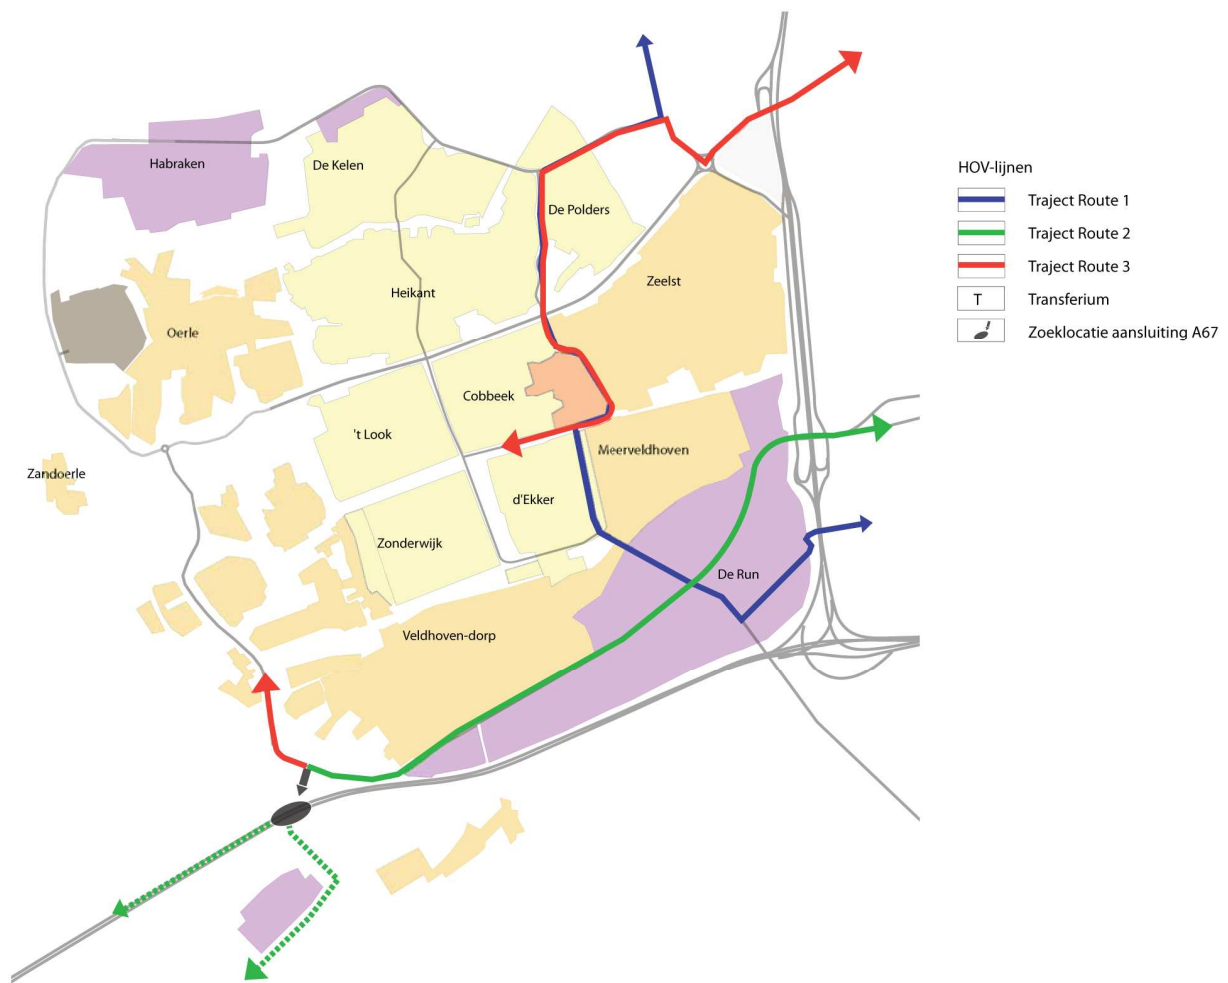 Habraken
De Kelen
De Polders
Heikant
Zeelst
Oerle
Cobbeek
't Look
Meerveldhoven
Zandoerle
d'Ekker
Zonderwijk
De Run
Veldhoven-dorp
HOV-lijnen
Traject Route 1
Traject Route 2
Traject Route 3
T Transferium
Zoeklocatie aansluiting A67